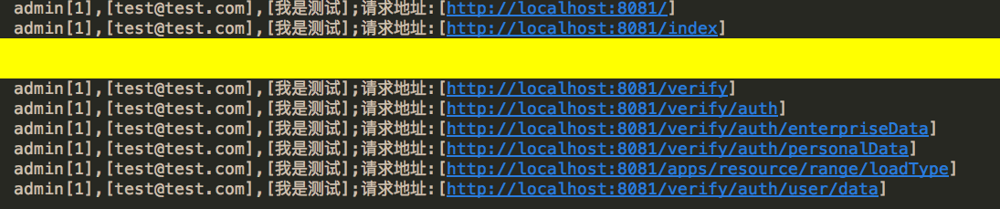 admin[1],[test@test.com],[我是测试];请求地址:[http://localhost:8081/]
admin[1],[test@test.com],[我是测试];请求地址:[http://localhost:8081/index]
admin[1],[test@test.com],[我是测试];请求地址:[http://localhost:8081/verify]
admin[1],[test@test.com],[我是测试];请求地址:[http://localhost:8081/verify/auth]
admin[1],[test@test.com],[我是测试];请求地址:[http://localhost:8081/verify/auth/enterpriseData]
admin[1],[test@test.com],[我是测试];请求地址:[http://localhost:8081/verify/auth/personalData]
admin[1],[test@test.com],[我是测试];请求地址:[http://localhost:8081/apps/resource/range/loadType]
admin[1],[test@test.com],[我是测试];请求地址:[http://localhost:8081/verify/auth/user/data]